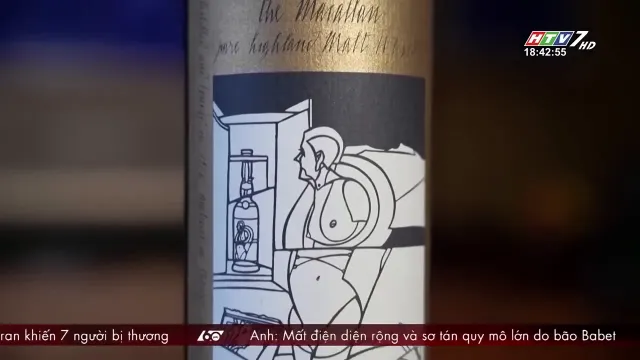 the Macallan
pure highland Malt
HTV7 HD
18:42:55
ran khiến 7 người bị thương
60
Anh: Mất điện diện rộng và sơ tán quy mô lớn do bão Babet